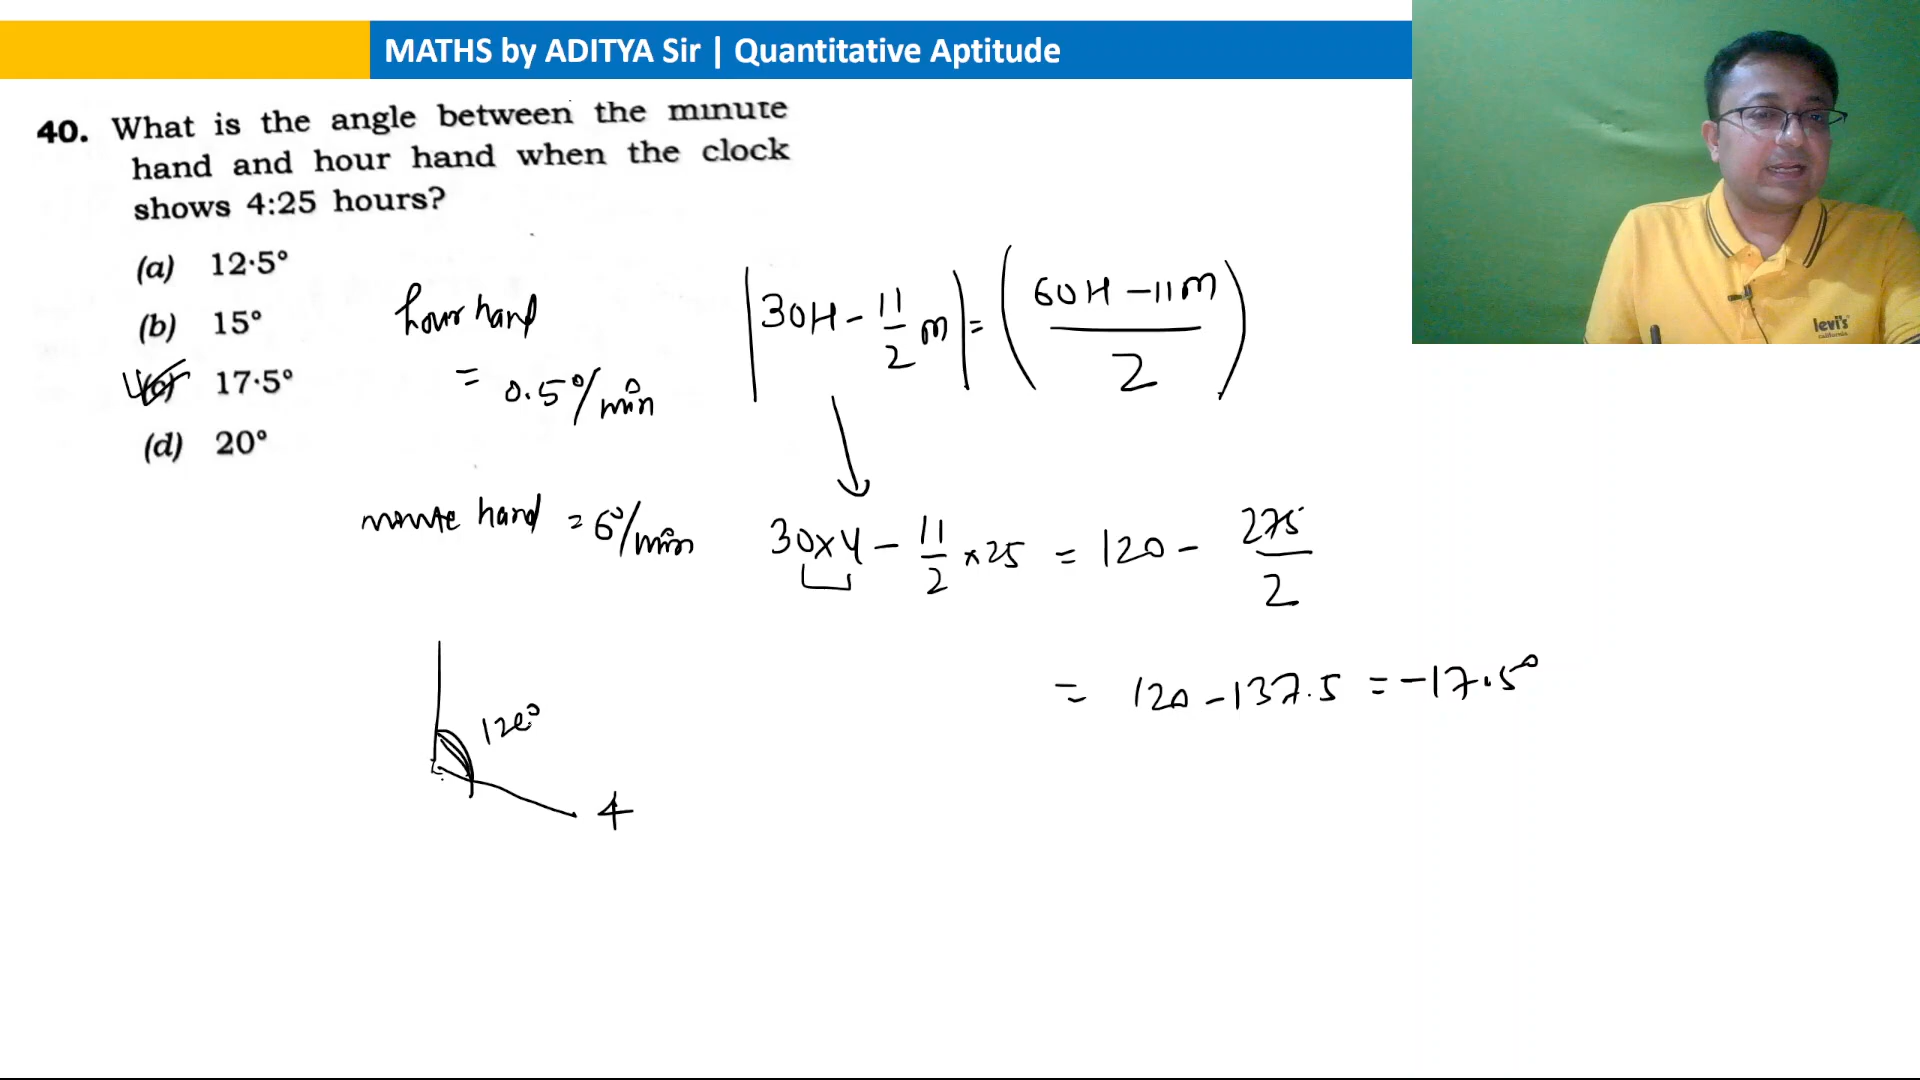 MATHS by ADITYA Sir | Quantitative Aptitude
40. What is the angle between the minute
hand and hour hand when the clock
shows 4:25 hours?
(a) 12·5°
(b) 15°
(c) 17·5°
(d) 20°
hour hand
= 0.5°/min
minute hand = 6°/min
|30H - 11/2 m| = (60H - 11m / 2)
30x4 - 11/2 x 25 = 120 - 275/2
= 120 - 137.5 = -17.5°
120°
4
levi's